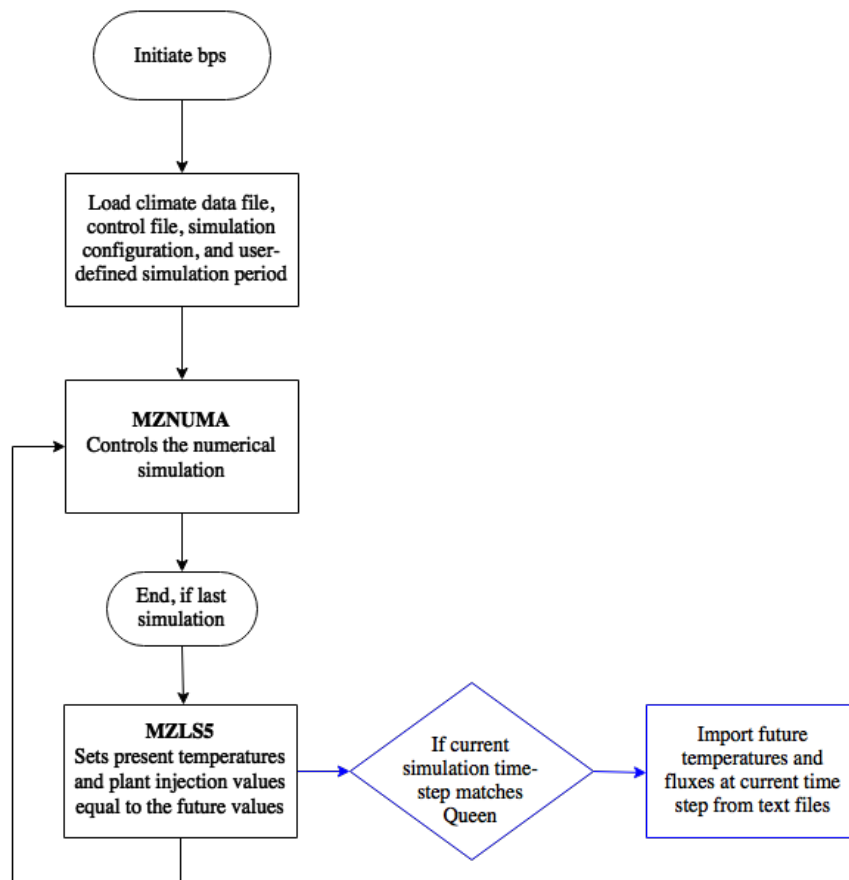 Initiate bps
Load climate data file,
control file, simulation
configuration, and user-
defined simulation period
MZNUMA
Controls the numerical
simulation
End, if last
simulation
MZLS5
Sets present temperatures
and plant injection values
equal to the future values
If current
simulation time-
step matches
Queen
Import future
temperatures and
fluxes at current time
step from text files